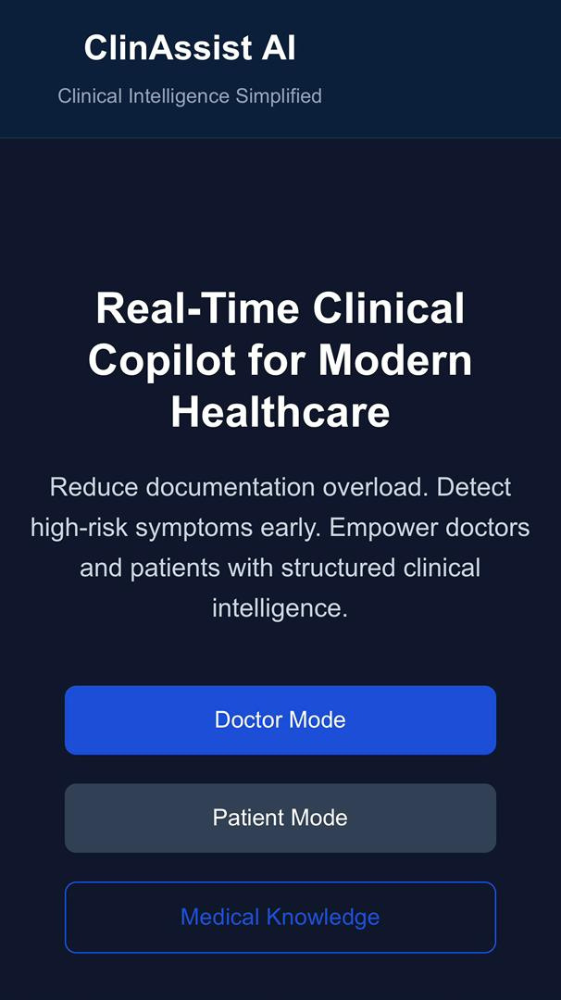 ClinAssist AI
Clinical Intelligence Simplified
Real-Time Clinical
Copilot for Modern
Healthcare
Reduce documentation overload. Detect
high-risk symptoms early. Empower doctors
and patients with structured clinical
intelligence.
Doctor Mode
Patient Mode
Medical Knowledge